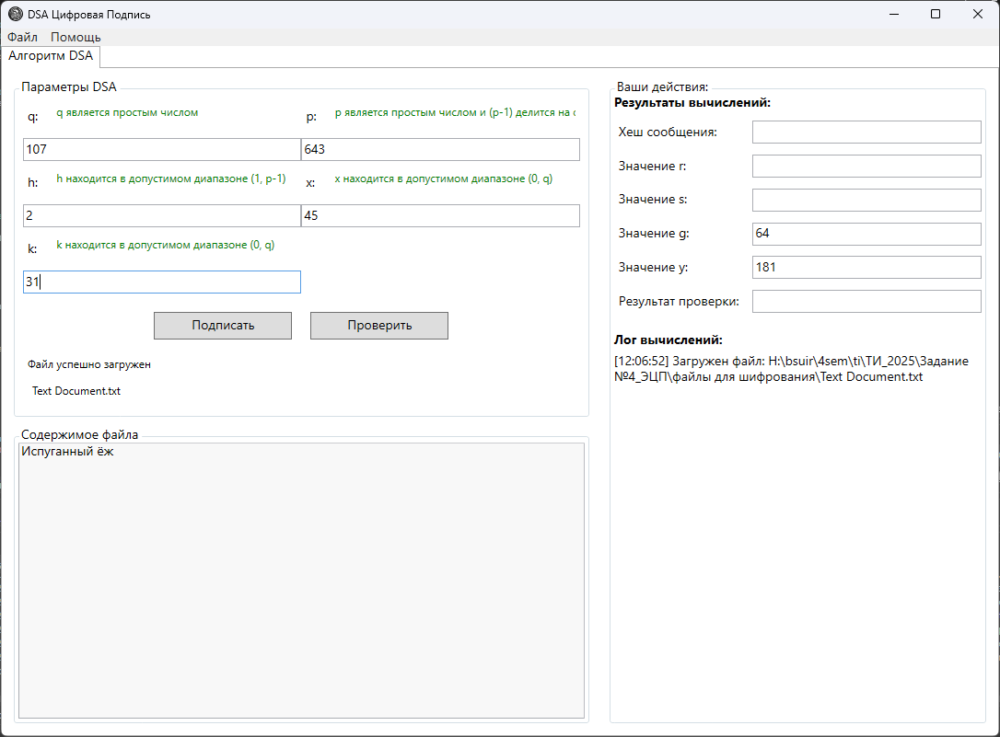 DSA Цифровая Подпись
Файл Помощь
Алгоритм DSA
Параметры DSA
q: q является простым числом
p: p является простым числом и (p-1) делится на
107
643
h: h находится в допустимом диапазоне (1, p-1)
x: x находится в допустимом диапазоне (0, q)
2
45
k: k находится в допустимом диапазоне (0, q)
31
Подписать
Проверить
Файл успешно загружен
Text Document.txt
Содержимое файла
Испуганный ёж
Ваши действия:
Результаты вычислений:
Хеш сообщения:
Значение r:
Значение s:
Значение g: 64
Значение y: 181
Результат проверки:
Лог вычислений:
[12:06:52] Загружен файл: H:\bsuir\4sem\ti\ТИ_2025\Задание
№4_ЭЦП\файлы для шифрования\Text Document.txt